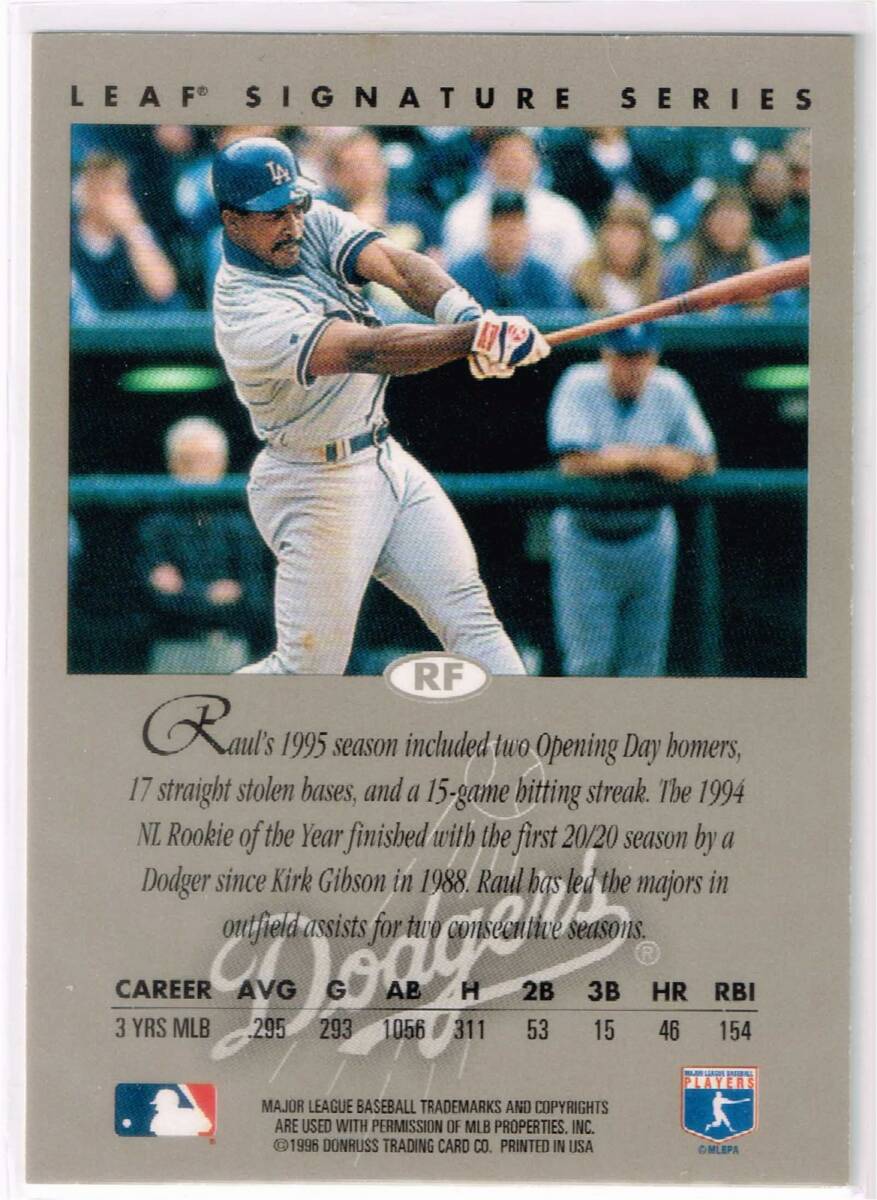 LEAF® SIGNATURE SERIES
LA
RF
Raul's 1995 season included two Opening Day homers,
17 straight stolen bases, and a 15-game hitting streak. The 1994
NL Rookie of the Year finished with the first 20/20 season by a
Dodger since Kirk Gibson in 1988. Raul has led the majors in
outfield assists for two consecutive seasons.
Dodgers®
CAREER AVG G AB H 2B 3B HR RBI
3 YRS MLB .295 293 1056 311 53 15 46 154
MAJOR LEAGUE BASEBALL TRADEMARKS AND COPYRIGHTS
ARE USED WITH PERMISSION OF MLB PROPERTIES, INC.
©1996 DONRUSS TRADING CARD CO. PRINTED IN USA
MAJOR LEAGUE BASEBALL
PLAYERS
©MLBPA